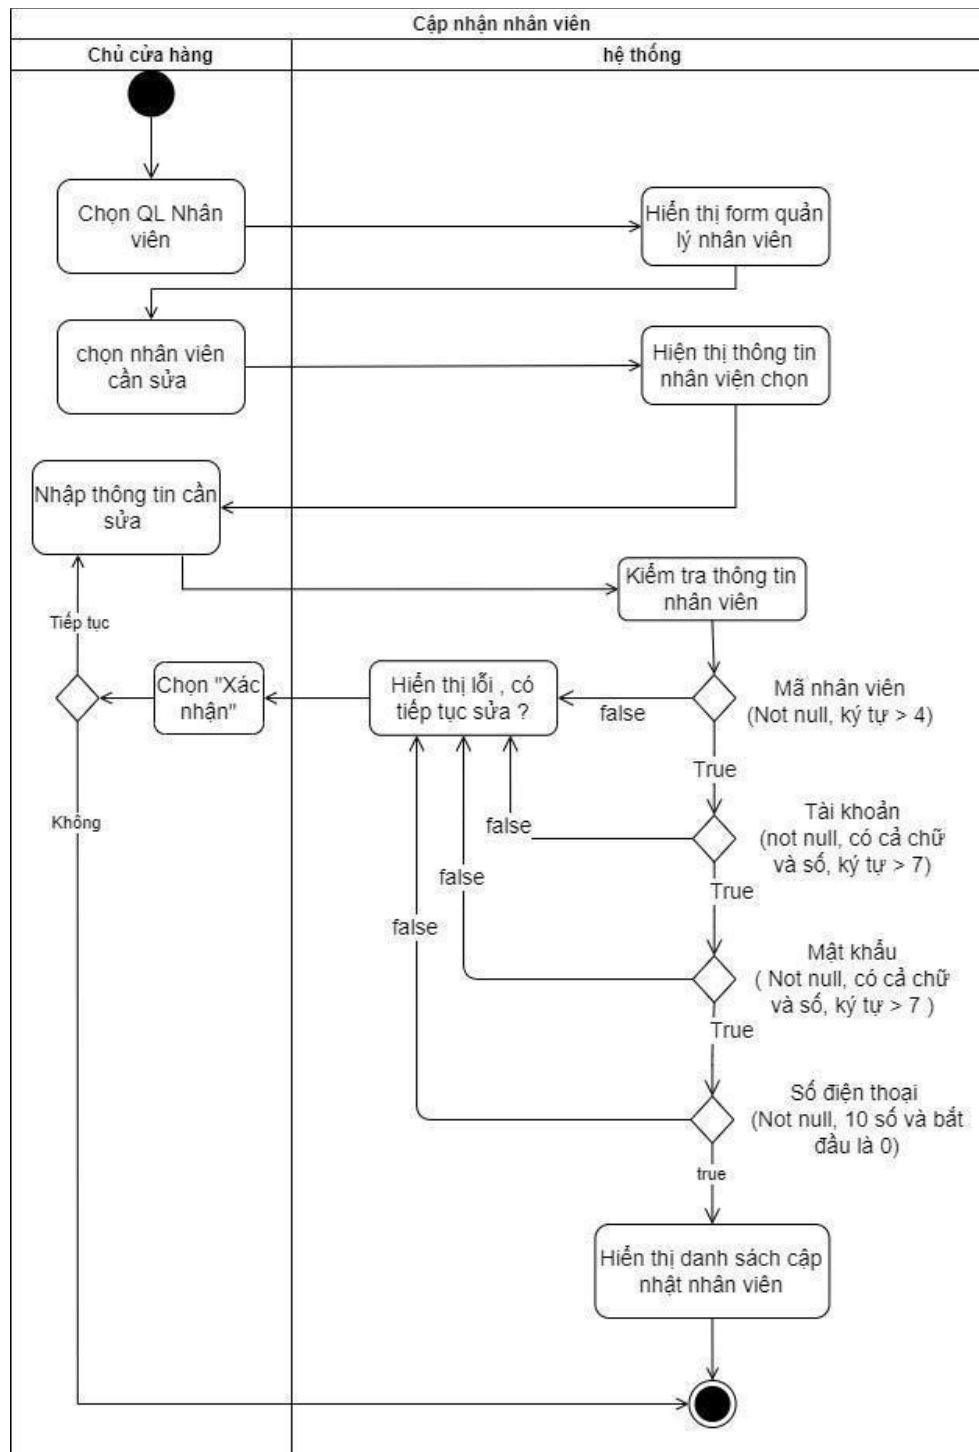 Cập nhận nhân viên
Chủ cửa hàng
hệ thống
Chọn QL Nhân
viên
Hiển thị form quản
lý nhân viên
chọn nhân viên
cần sửa
Hiện thị thông tin
nhân viện chọn
Nhập thông tin cần
sửa
Kiểm tra thông tin
nhân viên
Tiếp tục
Chọn "Xác
nhận"
Hiển thị lỗi , có
tiếp tục sửa ?
false
Mã nhân viên
(Not null, ký tự > 4)
True
Không
false
Tài khoản
(not null, có cả chữ
và số, ký tự > 7)
false
True
false
Mật khẩu
( Not null, có cả chữ
và số, ký tự > 7 )
True
Số điện thoại
(Not null, 10 số và bắt
đầu là 0)
true
Hiển thị danh sách cập
nhật nhân viên